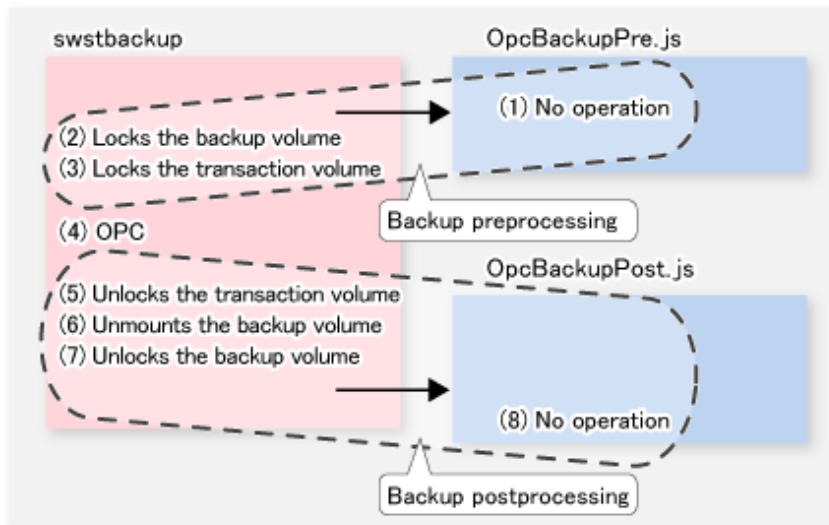 swstbackup
OpcBackupPre.js
(1) No operation
(2) Locks the backup volume
(3) Locks the transaction volume
Backup preprocessing
(4) OPC
OpcBackupPost.js
(5) Unlocks the transaction volume
(6) Unmounts the backup volume
(7) Unlocks the backup volume
(8) No operation
Backup postprocessing